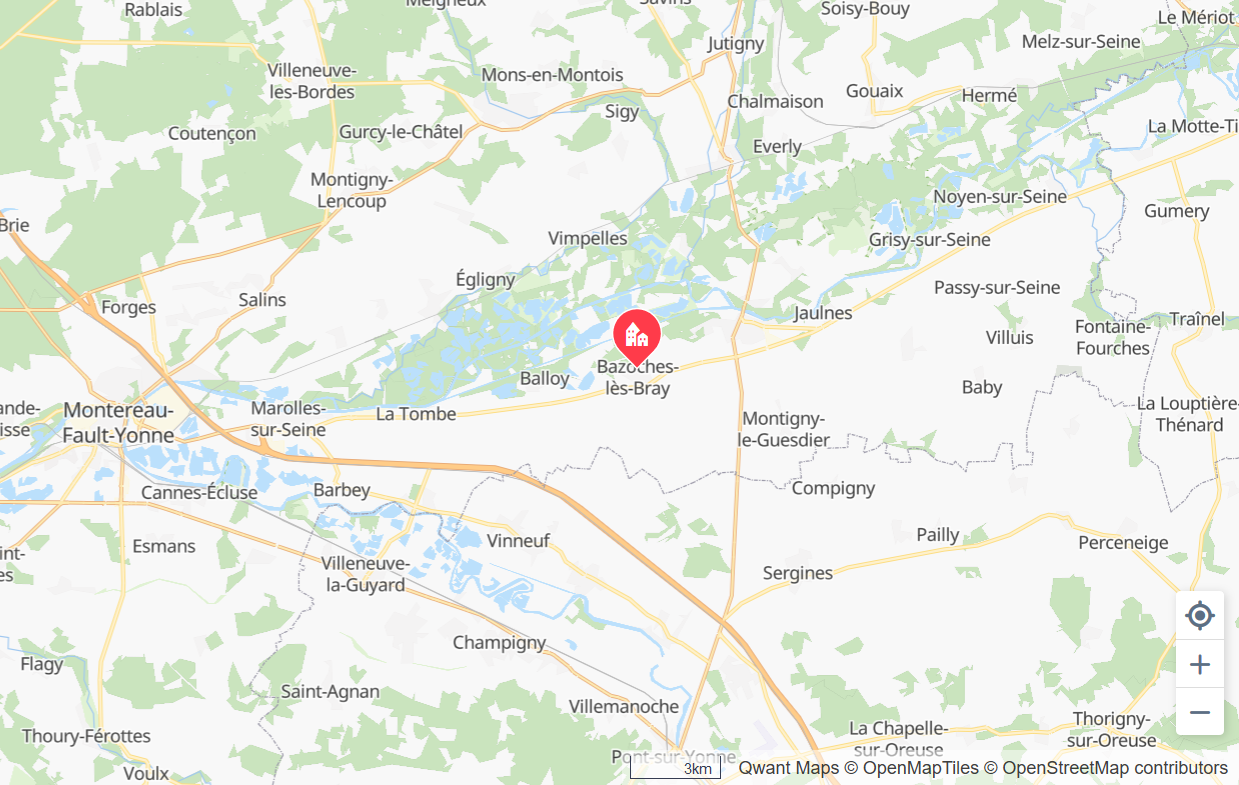 Rablais
Meigneux
Savins
Soisy-Bouy
Le Mériot
Jutigny
Melz-sur-Seine
Villeneuve-
les-Bordes
Mons-en-Montois
Chalmaison
Gouaix
Hermé
Sigy
Coutençon
Gurcy-le-Châtel
La Motte-Ti
Everly
Montigny-
Lencoup
Noyen-sur-Seine
Gumery
Brie
Vimpelles
Grisy-sur-Seine
Égligny
Passy-sur-Seine
Forges
Salins
Jaulnes
Traînel
Villuis
Fontaine-
Fourches
Bazoches-
lès-Bray
Balloy
Baby
ande-
isse
Montereau-
Fault-Yonne
Marolles-
sur-Seine
La Tombe
Montigny-
le-Guesdier
La Louptière-
Thénard
Cannes-Écluse
Barbey
Compigny
Vinneuf
Pailly
Perceneige
int-
es
Esmans
Villeneuve-
la-Guyard
Sergines
Champigny
Flagy
Saint-Agnan
Villemanoche
Thoury-Férottes
La Chapelle-
sur-Oreuse
Thorigny-
sur-Oreuse
Pont-sur-Yonne
Voulx
3km
Qwant Maps © OpenMapTiles © OpenStreetMap contributors